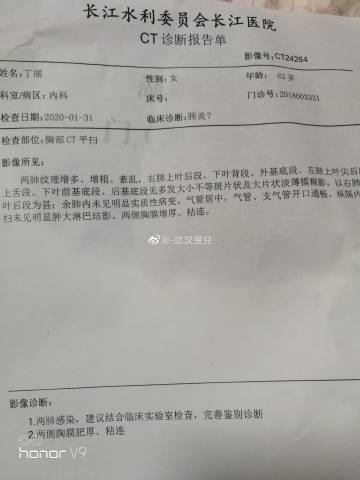 长江水利委员会长江医院
CT诊断报告单
影像号:CT24264
姓名:丁丽 性别:女 年龄: 62岁
科室/病区:内科 床号: 门诊号:2018003331
检查日期:2020-01-31 临床诊断:肺炎?
检查部位:胸部CT平扫
影像所见:
两肺纹理增多、增粗、紊乱,右肺上叶后段、下叶背段、外基底段、左肺上叶尖后段
上舌段、下叶前基底段、后基底段见多发大小不等斑片状及大片状淡薄模糊影,以右肺
叶后段为甚;余肺内未见明显实质性病变,气管居中,气管、支气管开口通畅,纵隔内
扫未见明显肿大淋巴结影,两侧胸膜增厚、粘连。
@-武汉曼兒
影像诊断:
1.两肺感染,建议结合临床实验室检查,完善鉴别诊断
2.两侧胸膜肥厚、粘连
honor V9